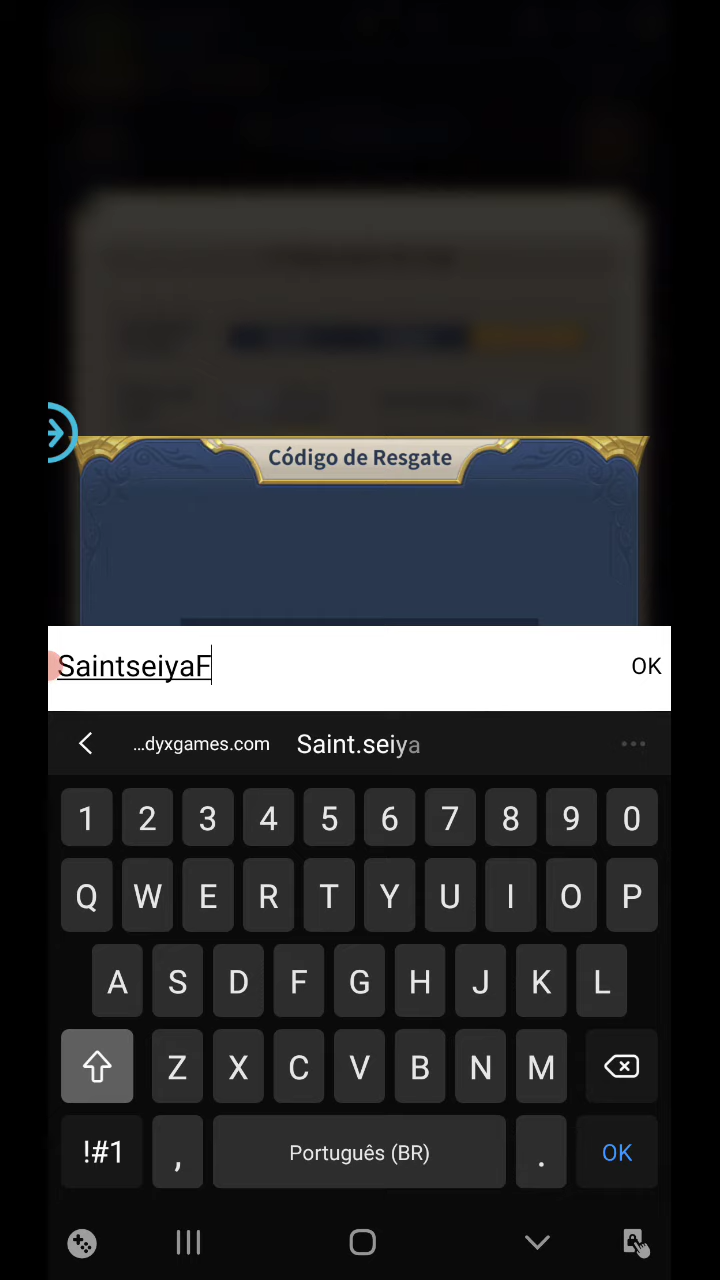 Código de Resgate
SaintseiyaF
OK
...dyxgames.com Saint.seiya
1 2 3 4 5 6 7 8 9 0
Q W E R T Y U I O P
A S D F G H J K L
Z X C V B N M
!#1 , Português (BR) . OK